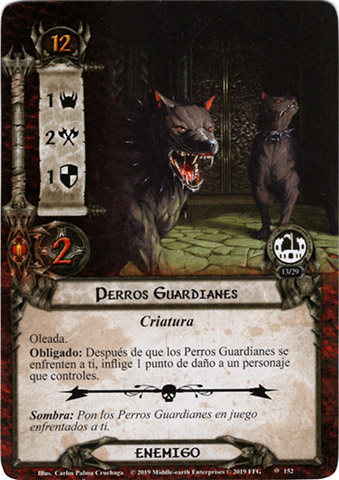 12
1
2
1
2
13/29
Perros Guardianes
Criatura
Oleada.
Obligado: Después de que los Perros Guardianes se
enfrenten a ti, inflige 1 punto de daño a un personaje
que controles.
Sombra: Pon los Perros Guardianes en juego
enfrentados a ti.
ENEMIGO
Illus. Carlos Palma Cruchaga © 2019 Middle-earth Enterprises © 2019 FFG 152